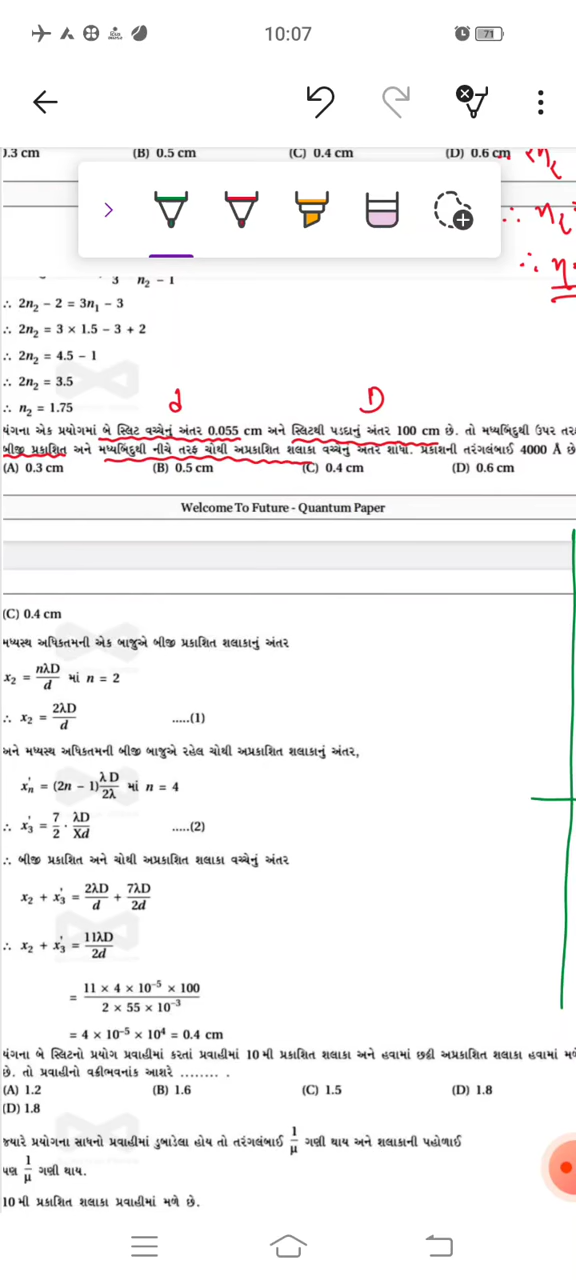 10:07
71
).3 cm (B) 0.5 cm (C) 0.4 cm (D) 0.6 cm
3 n₂ − 1
∴ 2n₂ − 2 = 3n₁ − 3
∴ 2n₂ = 3 × 1.5 − 3 + 2
∴ 2n₂ = 4.5 − 1
∴ 2n₂ = 3.5
∴ n₂ = 1.75
d D
યંગના એક પ્રયોગમાં બે સ્લિટ વચ્ચેનું અંતર 0.055 cm અને સ્લિટથી પડદાનું અંતર 100 cm છે. તો મધ્યબિંદુથી ઉપર તર
બીજી પ્રકાશિત અને મધ્યબિંદુથી નીચે તરફ ચોથી અપ્રકાશિત શલાકા વચ્ચેનું અંતર શોધો. પ્રકાશની તરંગલંબાઈ 4000 Å છે
(A) 0.3 cm (B) 0.5 cm (C) 0.4 cm (D) 0.6 cm
Welcome To Future - Quantum Paper
(C) 0.4 cm
મધ્યસ્થ અધિકતમની એક બાજુએ બીજી પ્રકાશિત શલાકાનું અંતર
x₂ = nλD/d માં n = 2
∴ x₂ = 2λD/d .....(1)
અને મધ્યસ્થ અધિકતમની બીજી બાજુએ રહેલ ચોથી અપ્રકાશિત શલાકાનું અંતર,
x'ₙ = (2n − 1) λD/2λ માં n = 4
∴ x'₃ = 7/2 · λD/Xd .....(2)
∴ બીજી પ્રકાશિત અને ચોથી અપ્રકાશિત શલાકા વચ્ચેનું અંતર
x₂ + x'₃ = 2λD/d + 7λD/2d
∴ x₂ + x'₃ = 11λD/2d
= 11 × 4 × 10⁻⁵ × 100 / 2 × 55 × 10⁻³
= 4 × 10⁻⁵ × 10⁴ = 0.4 cm
યંગના બે સ્લિટનો પ્રયોગ પ્રવાહીમાં કરતાં પ્રવાહીમાં 10 મી પ્રકાશિત શલાકા અને હવામાં છઠ્ઠી અપ્રકાશિત શલાકા હવામાં મળે
છે. તો પ્રવાહીનો વક્રીભવનાંક આશરે ........ .
(A) 1.2 (B) 1.6 (C) 1.5 (D) 1.8
(D) 1.8
જ્યારે પ્રયોગના સાધનો પ્રવાહીમાં ડુબાડેલા હોય તો તરંગલંબાઈ 1/μ ગણી થાય અને શલાકાની પહોળાઈ
પણ 1/μ ગણી થાય.
10 મી પ્રકાશિત શલાકા પ્રવાહીમાં મળે છે.